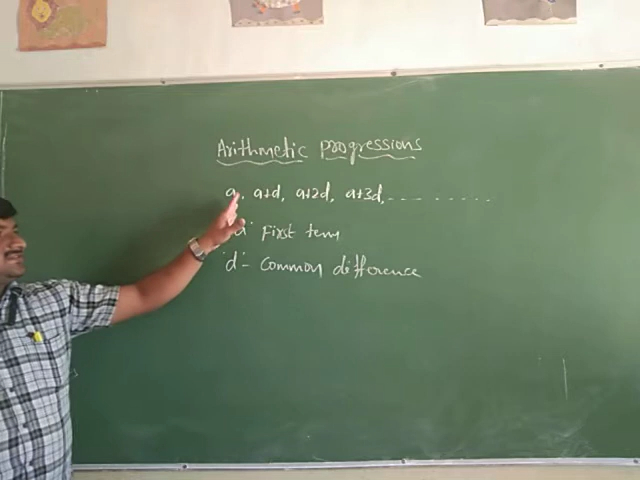 Arithmetic progressions
a, a+d, a+2d, a+3d, ---- ......
'a' First term
'd'- Common difference